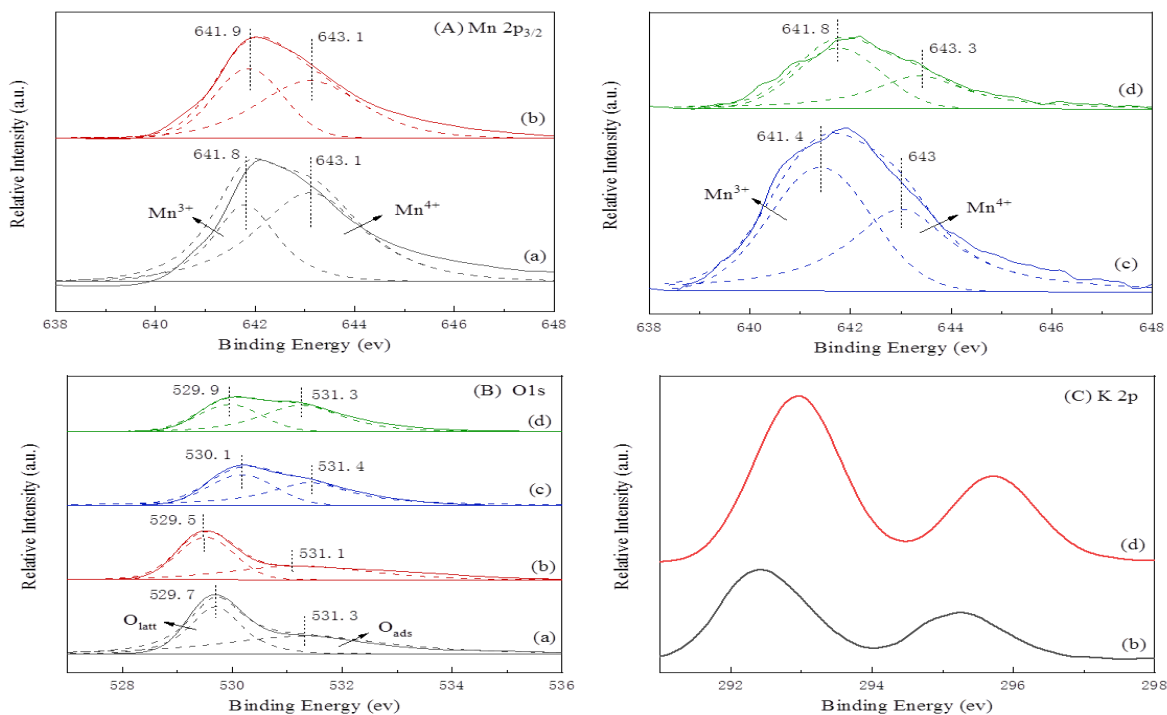 (A) Mn 2p3/2
641.9
643.1
(b)
641.8
643.1
Mn3+
Mn4+
(a)
Relative Intensity (a.u.)
638 640 642 644 646 648
Binding Energy (ev)
641.8
643.3
(d)
641.4
643
Mn3+
Mn4+
(c)
Relative Intensity (a.u.)
638 640 642 644 646 648
Binding Energy (ev)
(B) O1s
529.9
531.3
(d)
530.1
531.4
(c)
529.5
531.1
(b)
529.7
531.3
Olatt
Oads
(a)
Relative Intensity (a.u.)
528 529 530 531 532 533 534 536
Binding Energy (ev)
(C) K 2p
(d)
(b)
Relative Intensity (a.u.)
292 294 296 298
Binding Energy (ev)